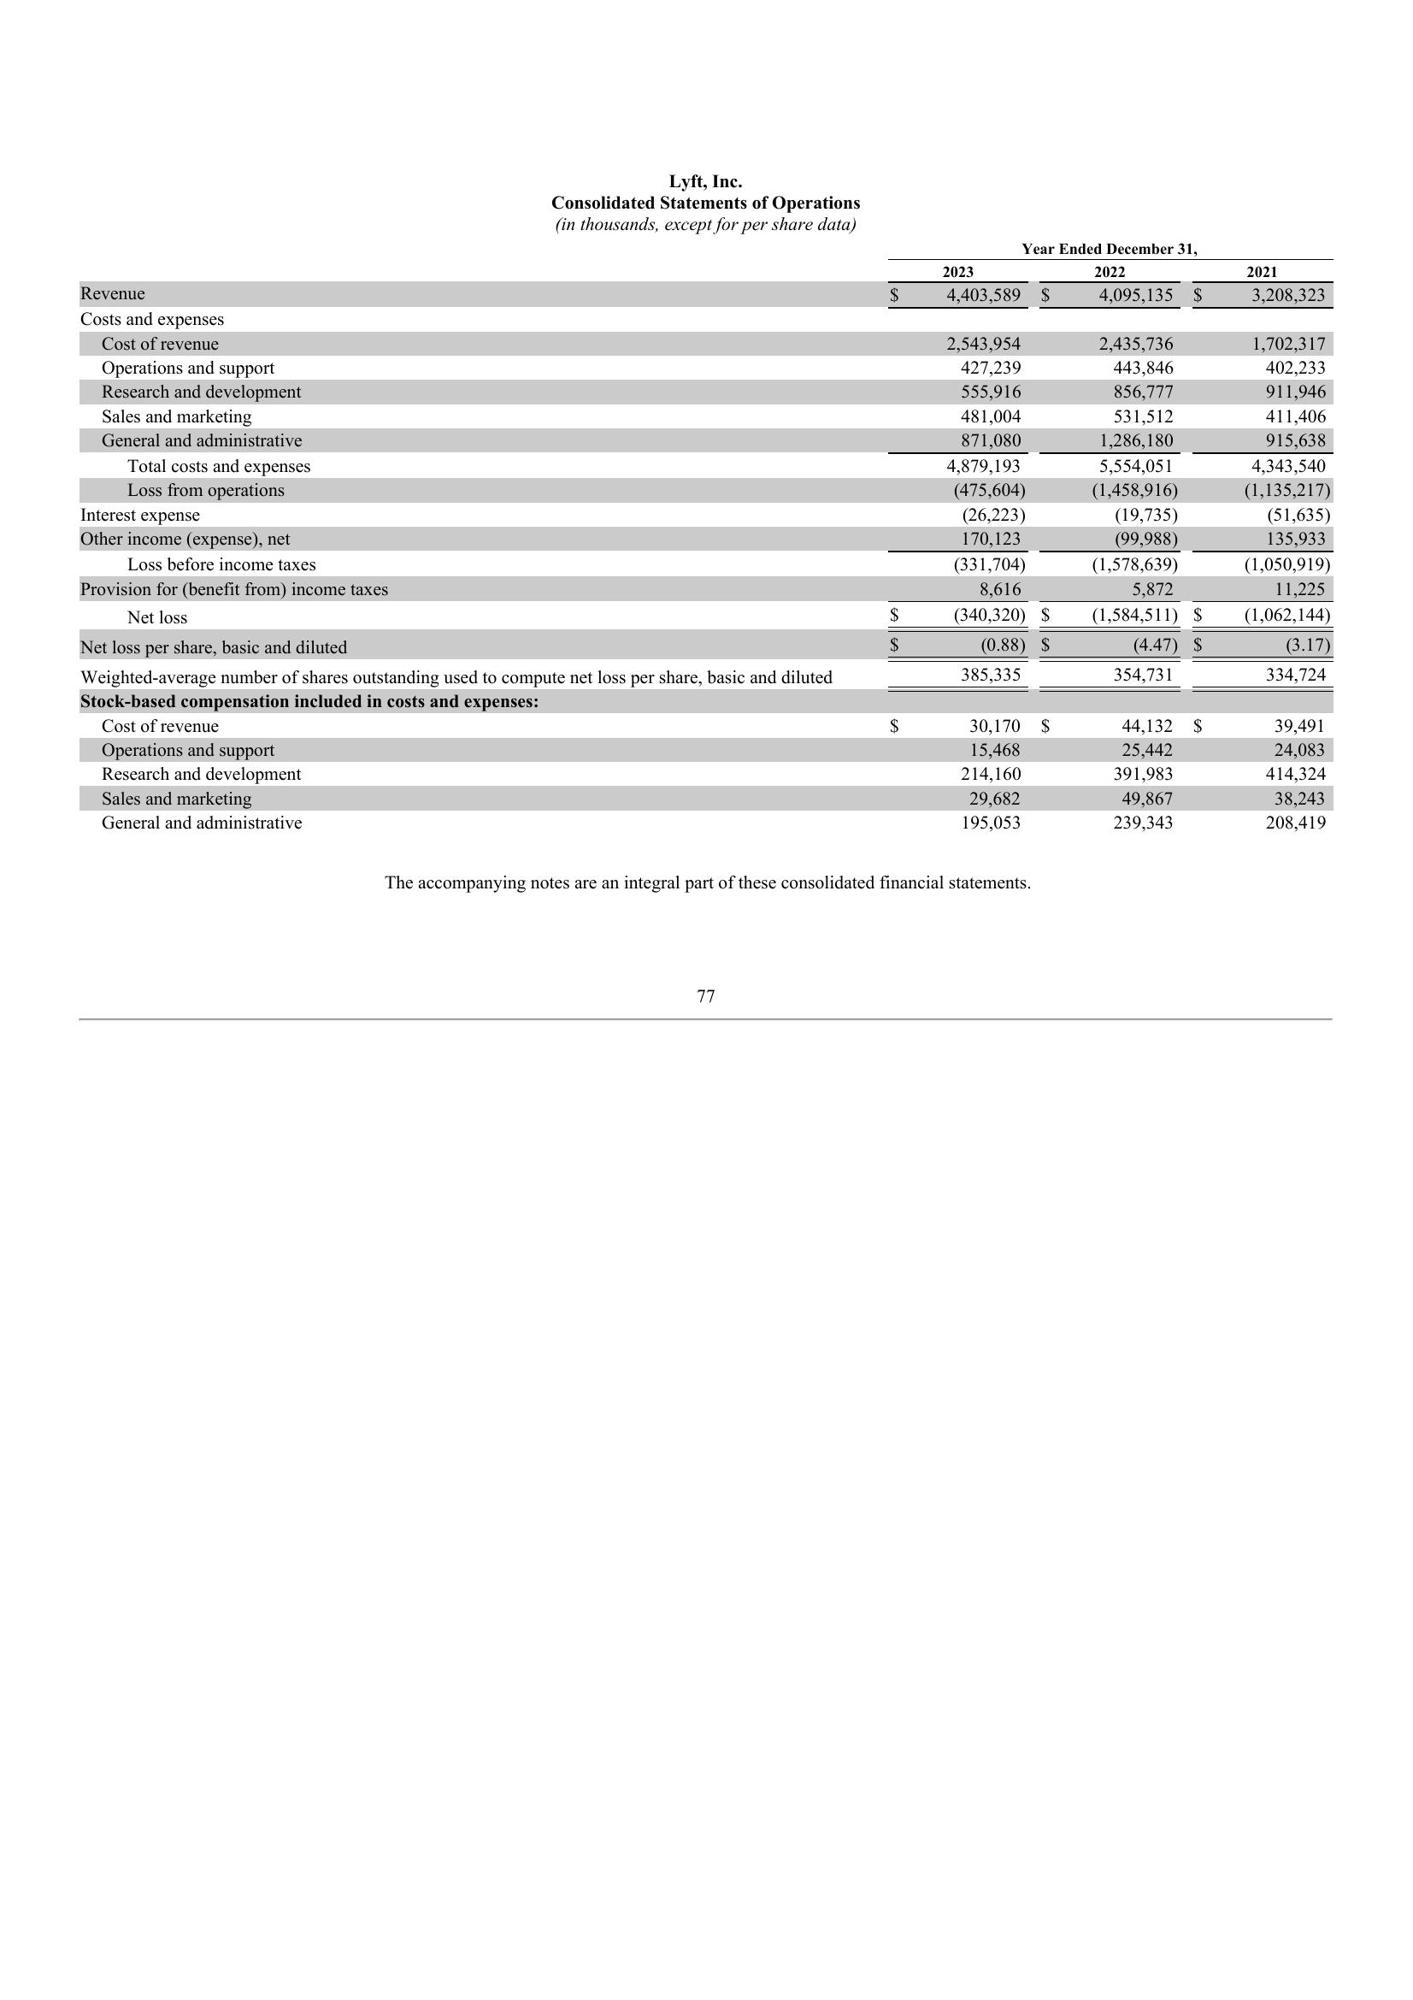 Lyft, Inc.
Consolidated Statements of Operations
(in thousands, except for per share data)
Year Ended December 31,
2023 2022 2021
Revenue $ 4,403,589 $ 4,095,135 $ 3,208,323
Costs and expenses
Cost of revenue 2,543,954 2,435,736 1,702,317
Operations and support 427,239 443,846 402,233
Research and development 555,916 856,777 911,946
Sales and marketing 481,004 531,512 411,406
General and administrative 871,080 1,286,180 915,638
Total costs and expenses 4,879,193 5,554,051 4,343,540
Loss from operations (475,604) (1,458,916) (1,135,217)
Interest expense (26,223) (19,735) (51,635)
Other income (expense), net 170,123 (99,988) 135,933
Loss before income taxes (331,704) (1,578,639) (1,050,919)
Provision for (benefit from) income taxes 8,616 5,872 11,225
Net loss $ (340,320) $ (1,584,511) $ (1,062,144)
Net loss per share, basic and diluted $ (0.88) $ (4.47) $ (3.17)
Weighted-average number of shares outstanding used to compute net loss per share, basic and diluted 385,335 354,731 334,724
Stock-based compensation included in costs and expenses:
Cost of revenue $ 30,170 $ 44,132 $ 39,491
Operations and support 15,468 25,442 24,083
Research and development 214,160 391,983 414,324
Sales and marketing 29,682 49,867 38,243
General and administrative 195,053 239,343 208,419
The accompanying notes are an integral part of these consolidated financial statements.
77